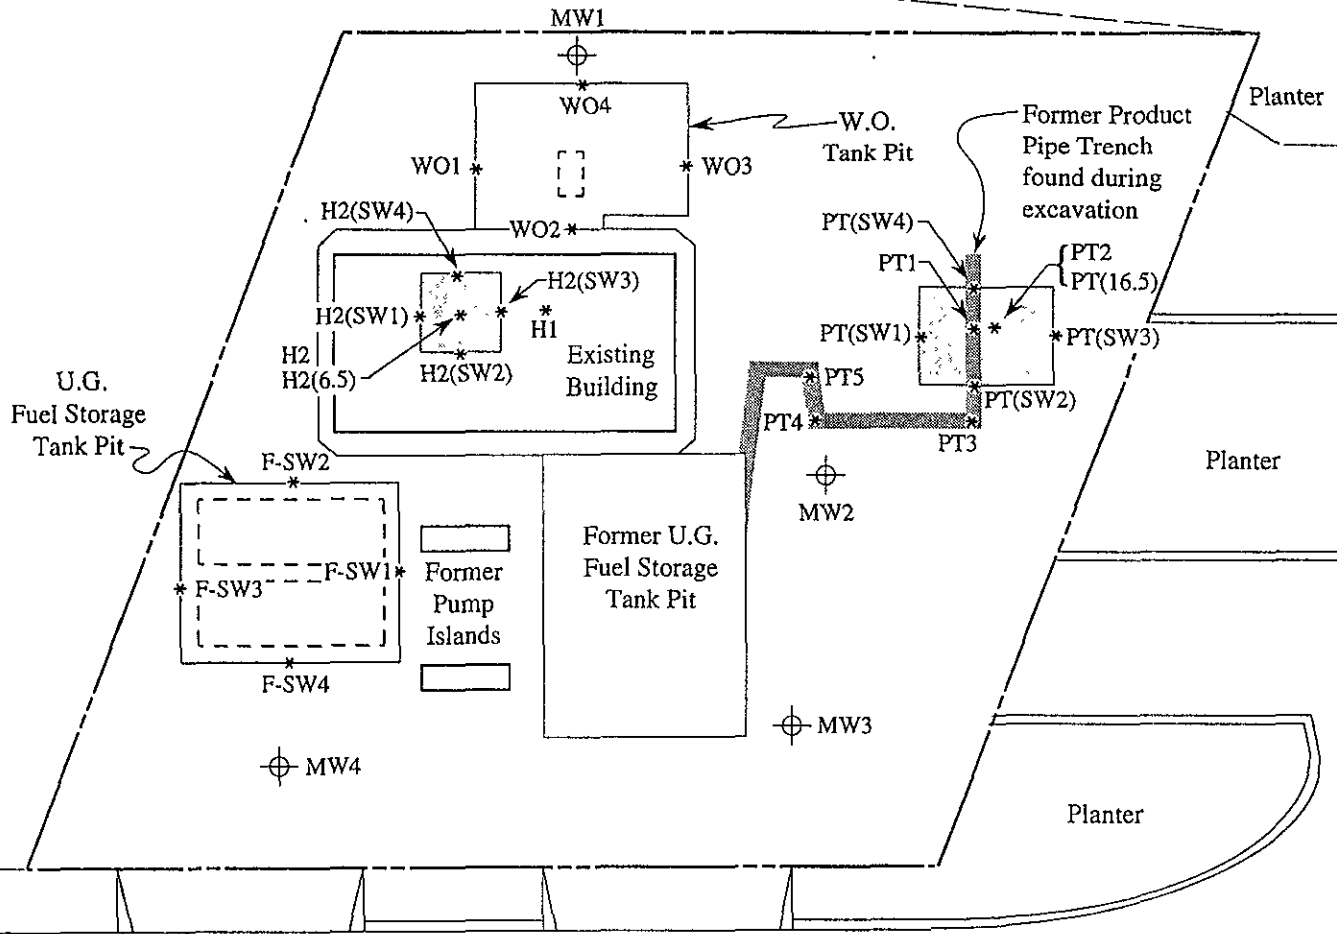 MW1
Planter
WO4
W.O.
Tank Pit
Former Product
Pipe Trench
found during
excavation
WO1
WO3
H2(SW4)
WO2
PT(SW4)
PT1
PT2
PT(16.5)
H2(SW3)
H2(SW1)
H1
PT(SW1)
PT(SW3)
H2
H2(6.5)
H2(SW2)
Existing
Building
PT5
PT(SW2)
U.G.
Fuel Storage
Tank Pit
PT4
PT3
F-SW2
Planter
MW2
Former U.G.
Fuel Storage
Tank Pit
F-SW1
F-SW3
Former
Pump
Islands
F-SW4
MW3
MW4
Planter